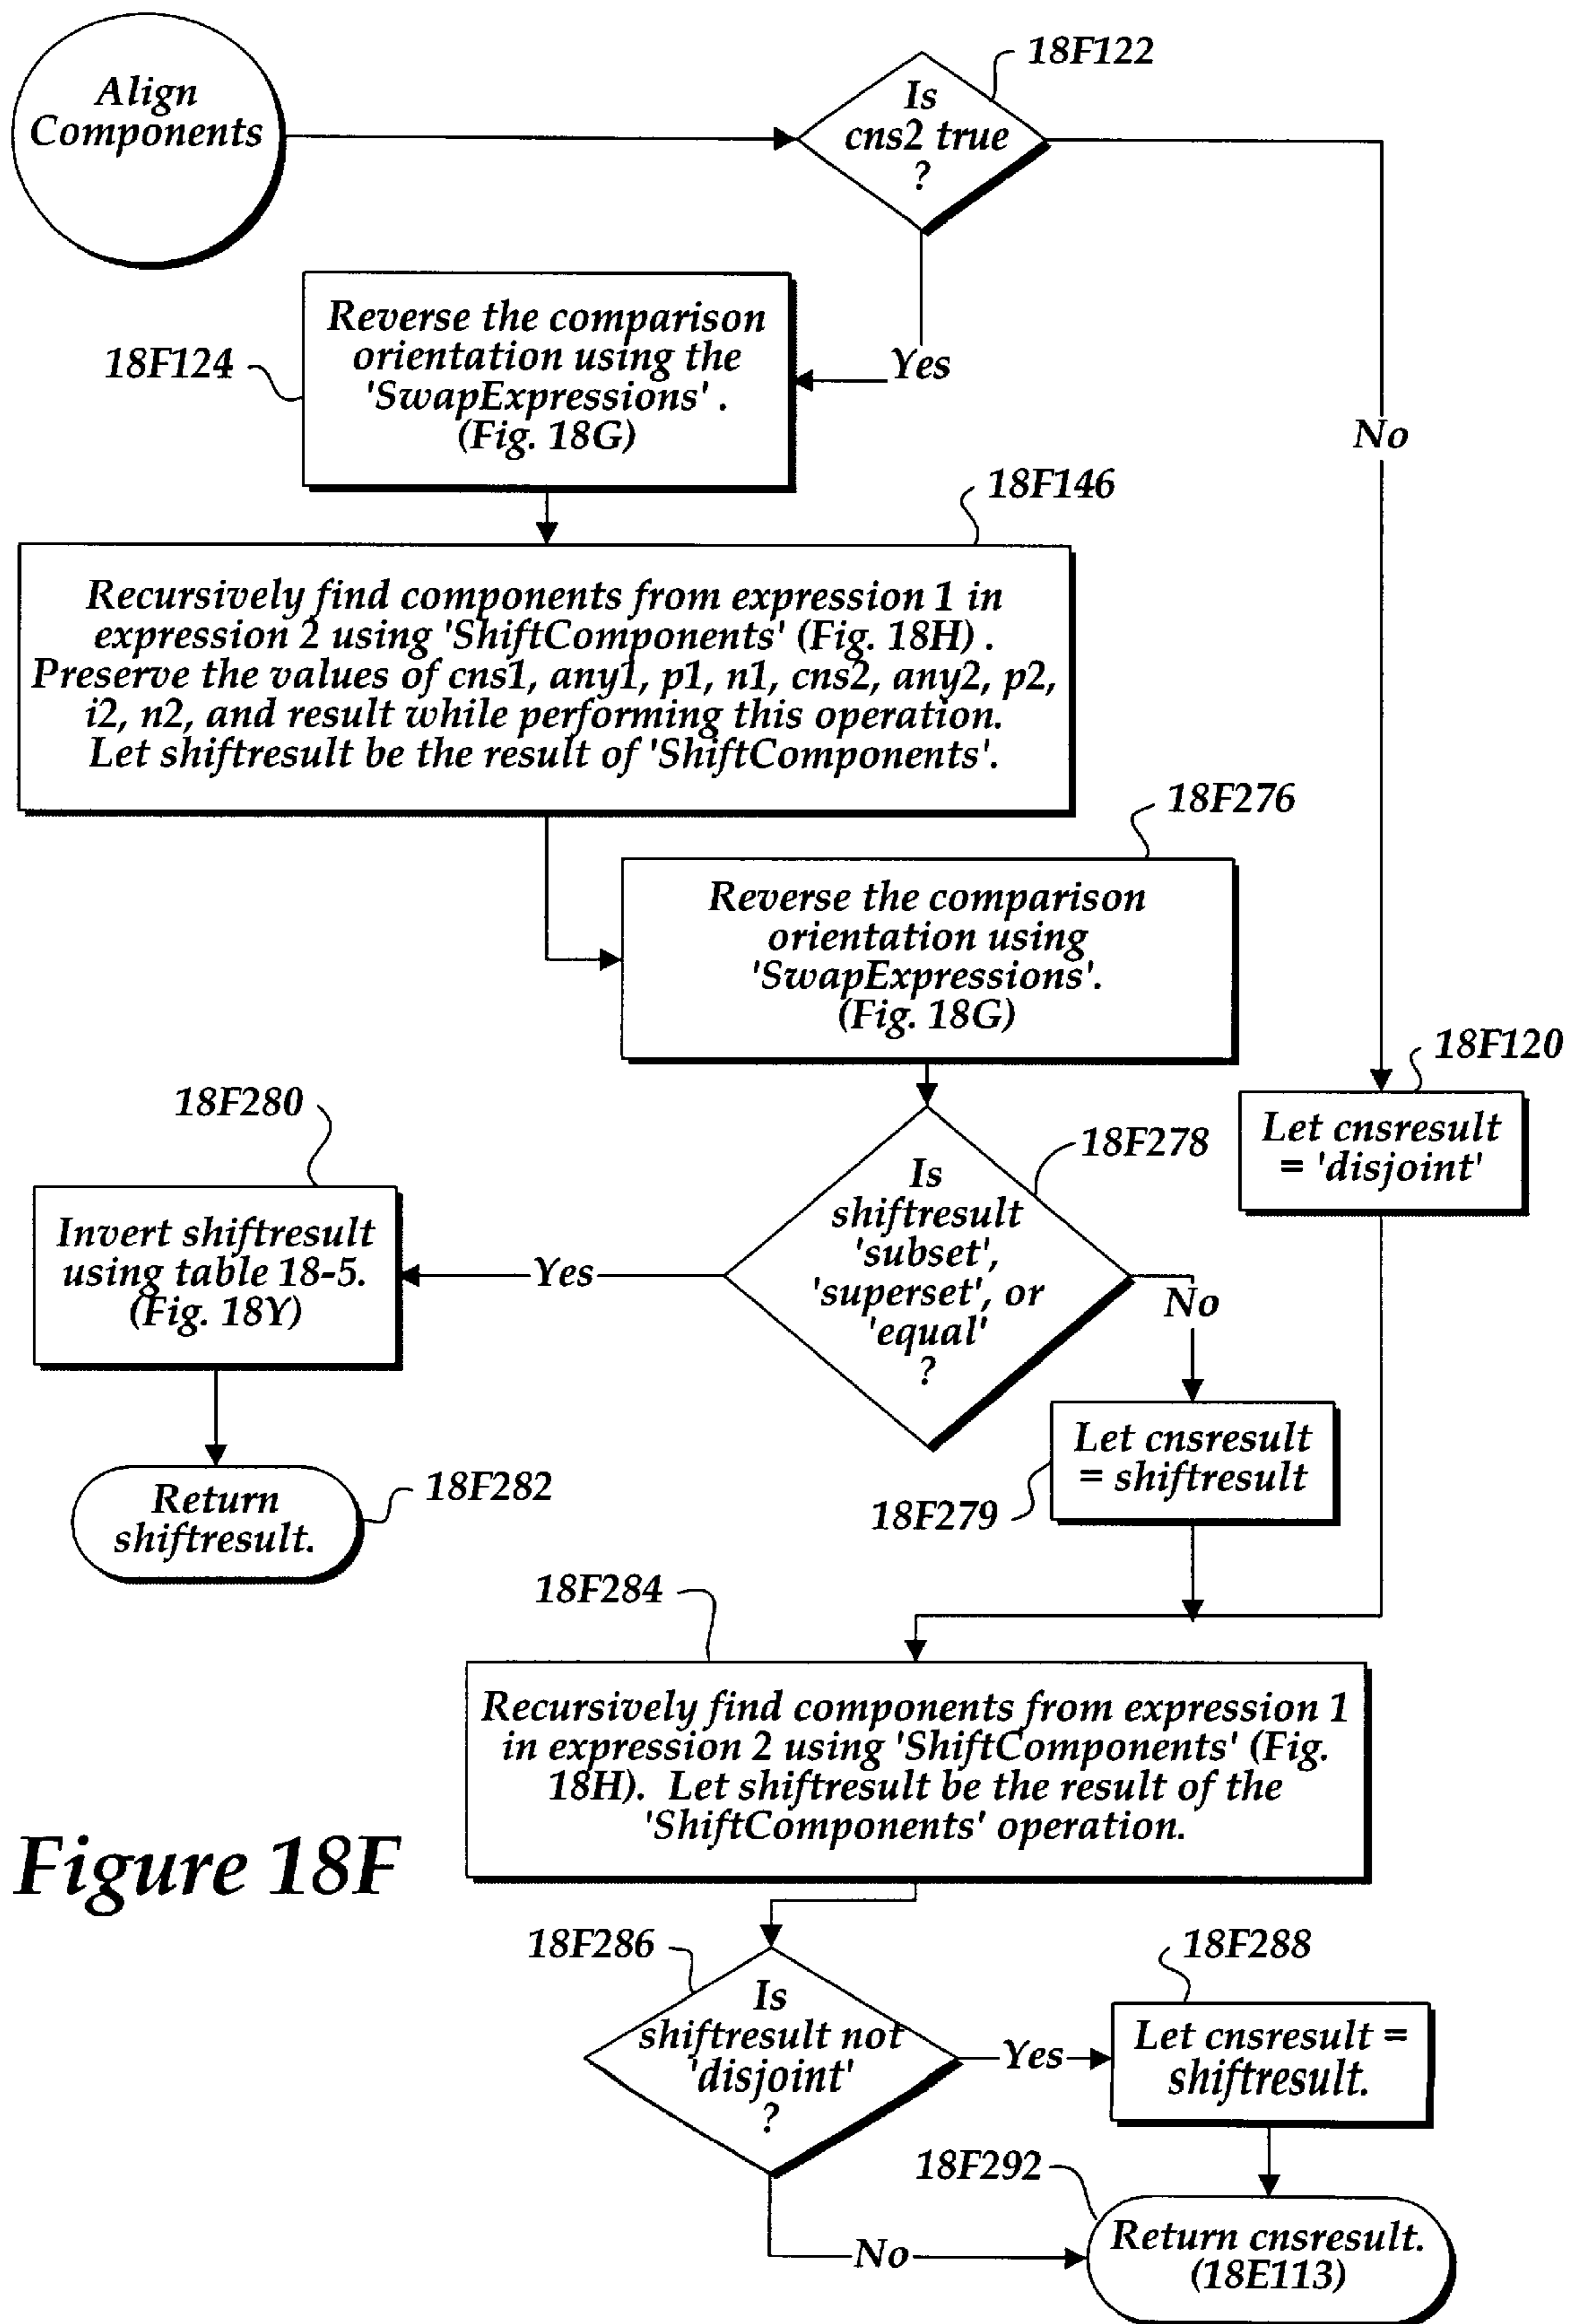 Align
Components
18F122
Is
cns2 true
?
Yes
No
18F124
Reverse the comparison
orientation using the
'SwapExpressions' .
(Fig. 18G)
18F146
Recursively find components from expression 1 in
expression 2 using 'ShiftComponents' (Fig. 18H) .
Preserve the values of cns1, any1, p1, n1, cns2, any2, p2,
i2, n2, and result while performing this operation.
Let shiftresult be the result of 'ShiftComponents'.
18F276
Reverse the comparison
orientation using
'SwapExpressions'.
(Fig. 18G)
18F120
Let cnsresult
= 'disjoint'
18F280
Invert shiftresult
using table 18-5.
(Fig. 18Y)
Yes
18F278
Is
shiftresult
'subset',
'superset', or
'equal'
?
No
18F282
Return
shiftresult.
18F279
Let cnsresult
= shiftresult
18F284
Recursively find components from expression 1
in expression 2 using 'ShiftComponents' (Fig.
18H).  Let shiftresult be the result of the
'ShiftComponents' operation.
Figure 18F
18F286
Is
shiftresult not
'disjoint'
?
Yes
18F288
Let cnsresult =
shiftresult.
No
18F292
Return cnsresult.
(18E113)